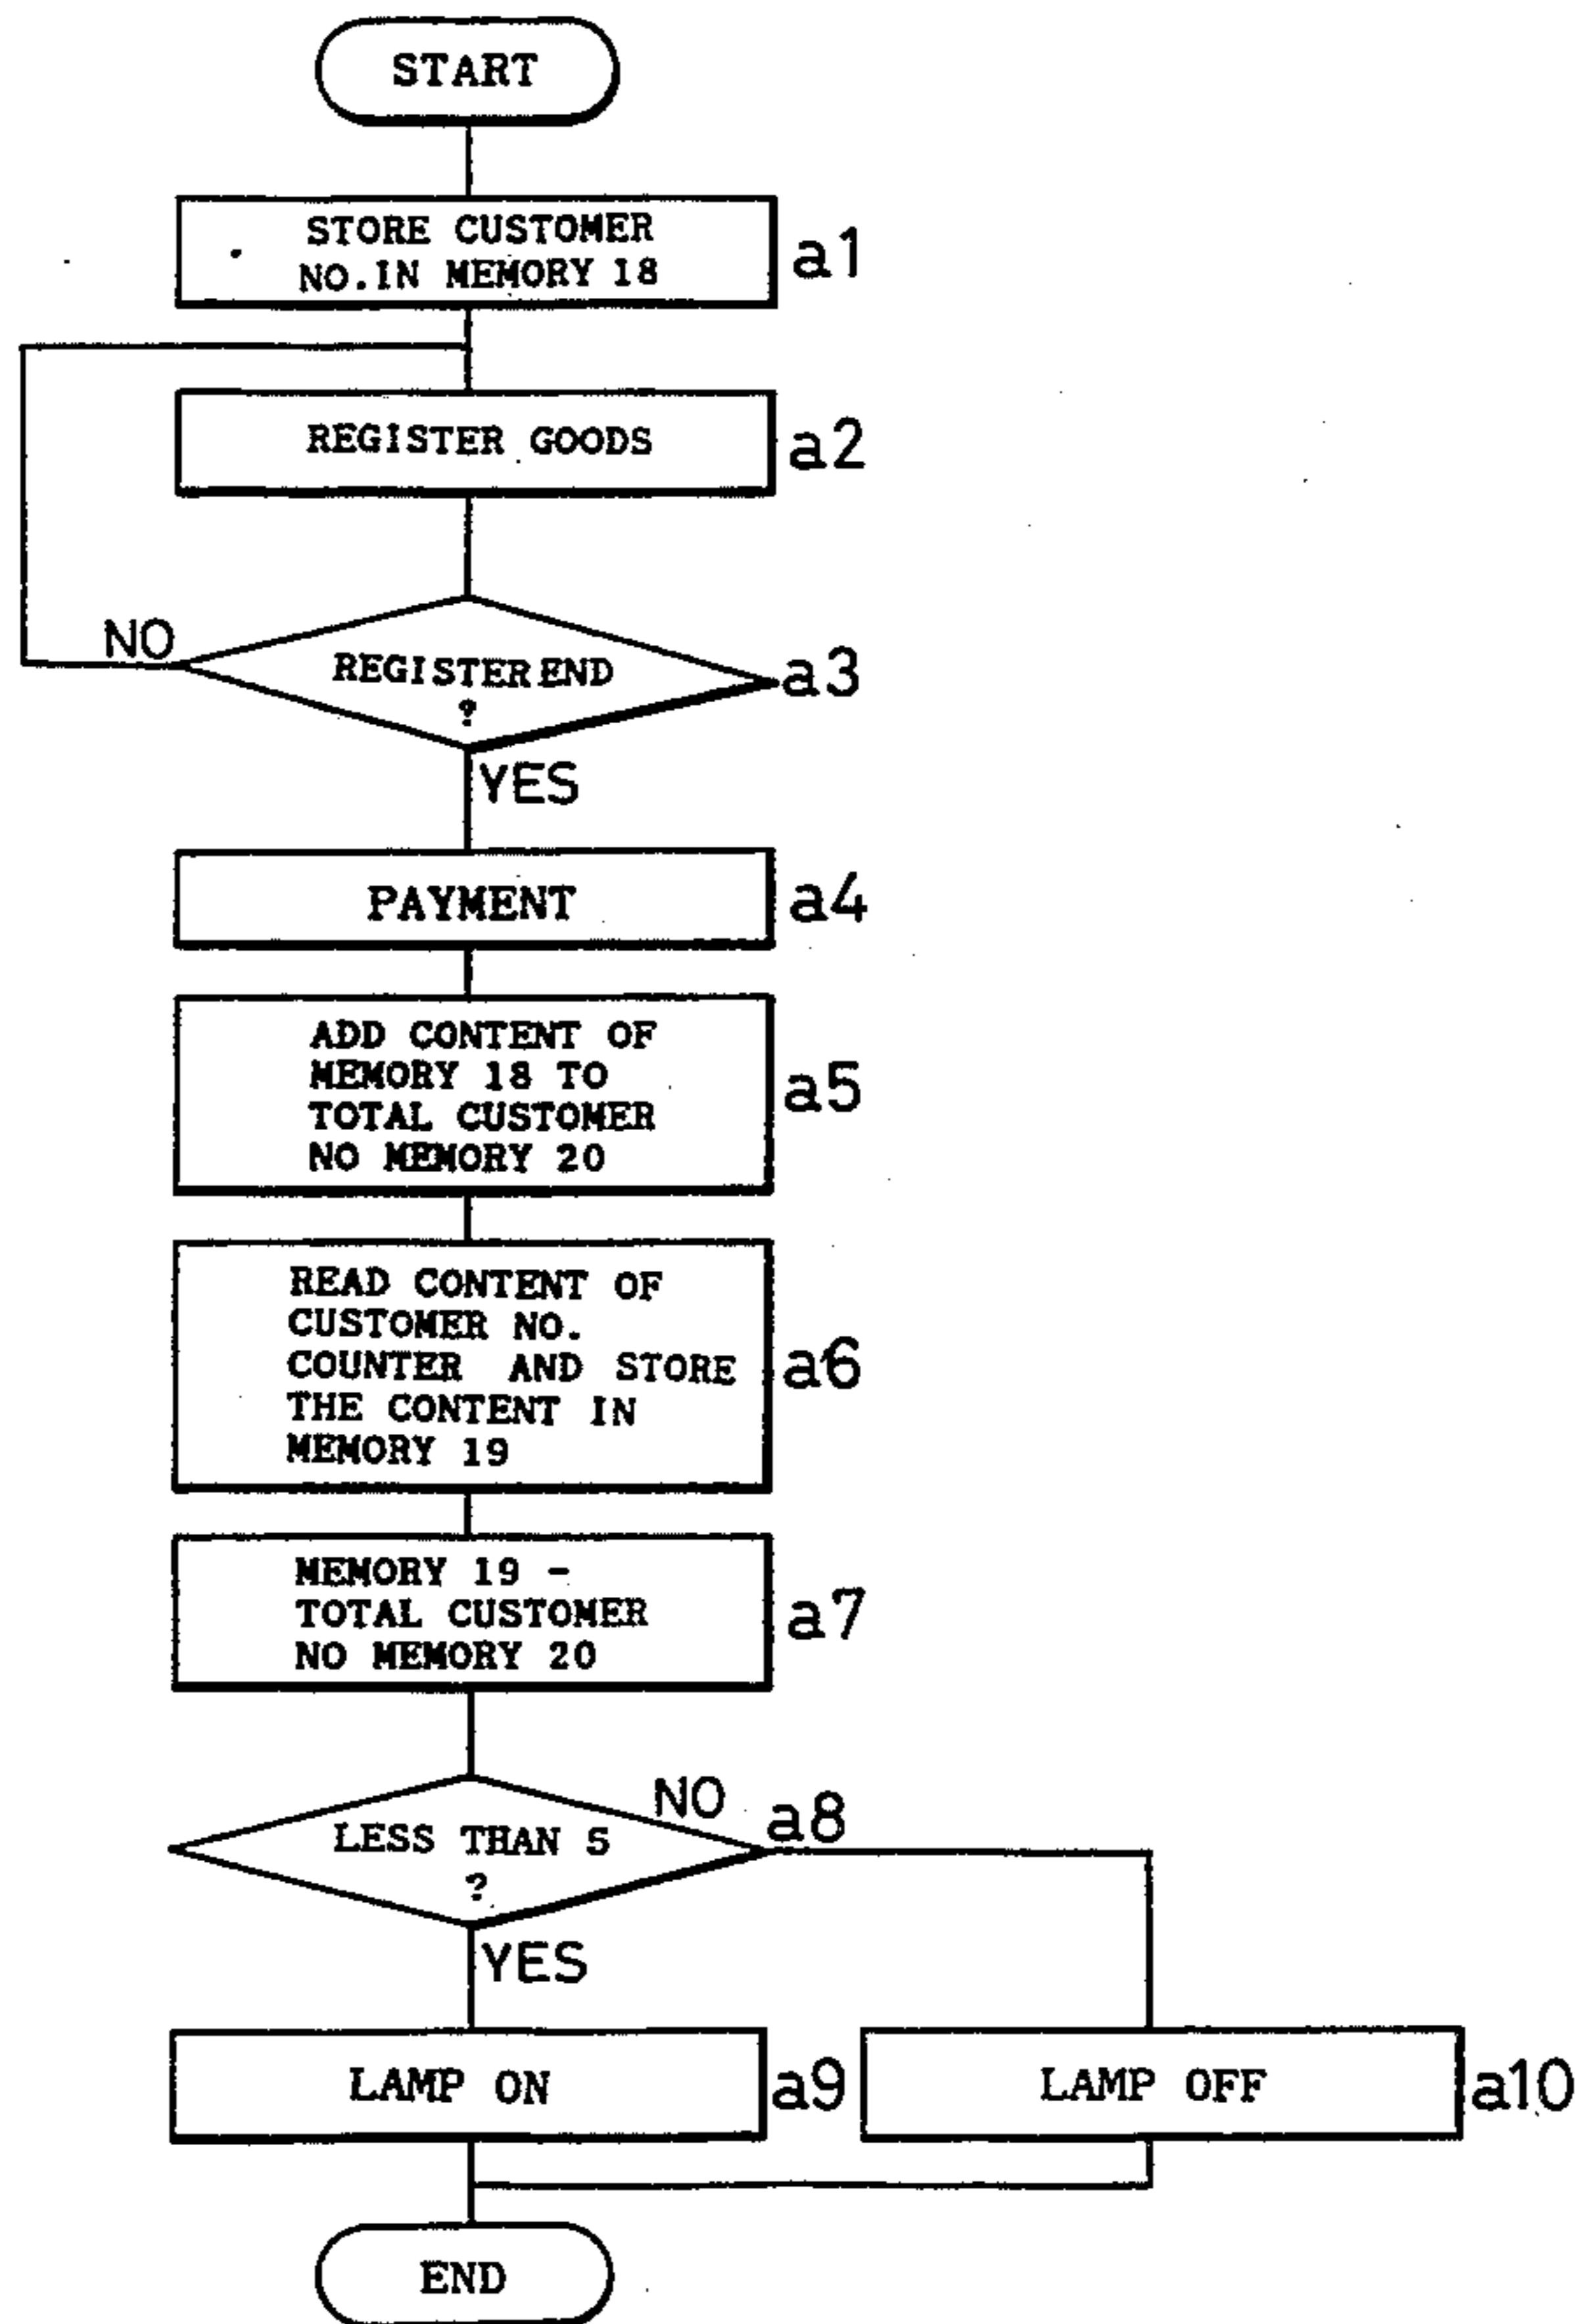 START
STORE CUSTOMER
NO.IN MEMORY 18
a1
REGISTER GOODS
a2
NO
REGISTER END
?
a3
YES
PAYMENT
a4
ADD CONTENT OF
MEMORY 18 TO
TOTAL CUSTOMER
NO MEMORY 20
a5
READ CONTENT OF
CUSTOMER NO.
COUNTER AND STORE
THE CONTENT IN
MEMORY 19
a6
MEMORY 19 -
TOTAL CUSTOMER
NO MEMORY 20
a7
NO
a8
LESS THAN 5
?
YES
LAMP ON
a9
LAMP OFF
a10
END